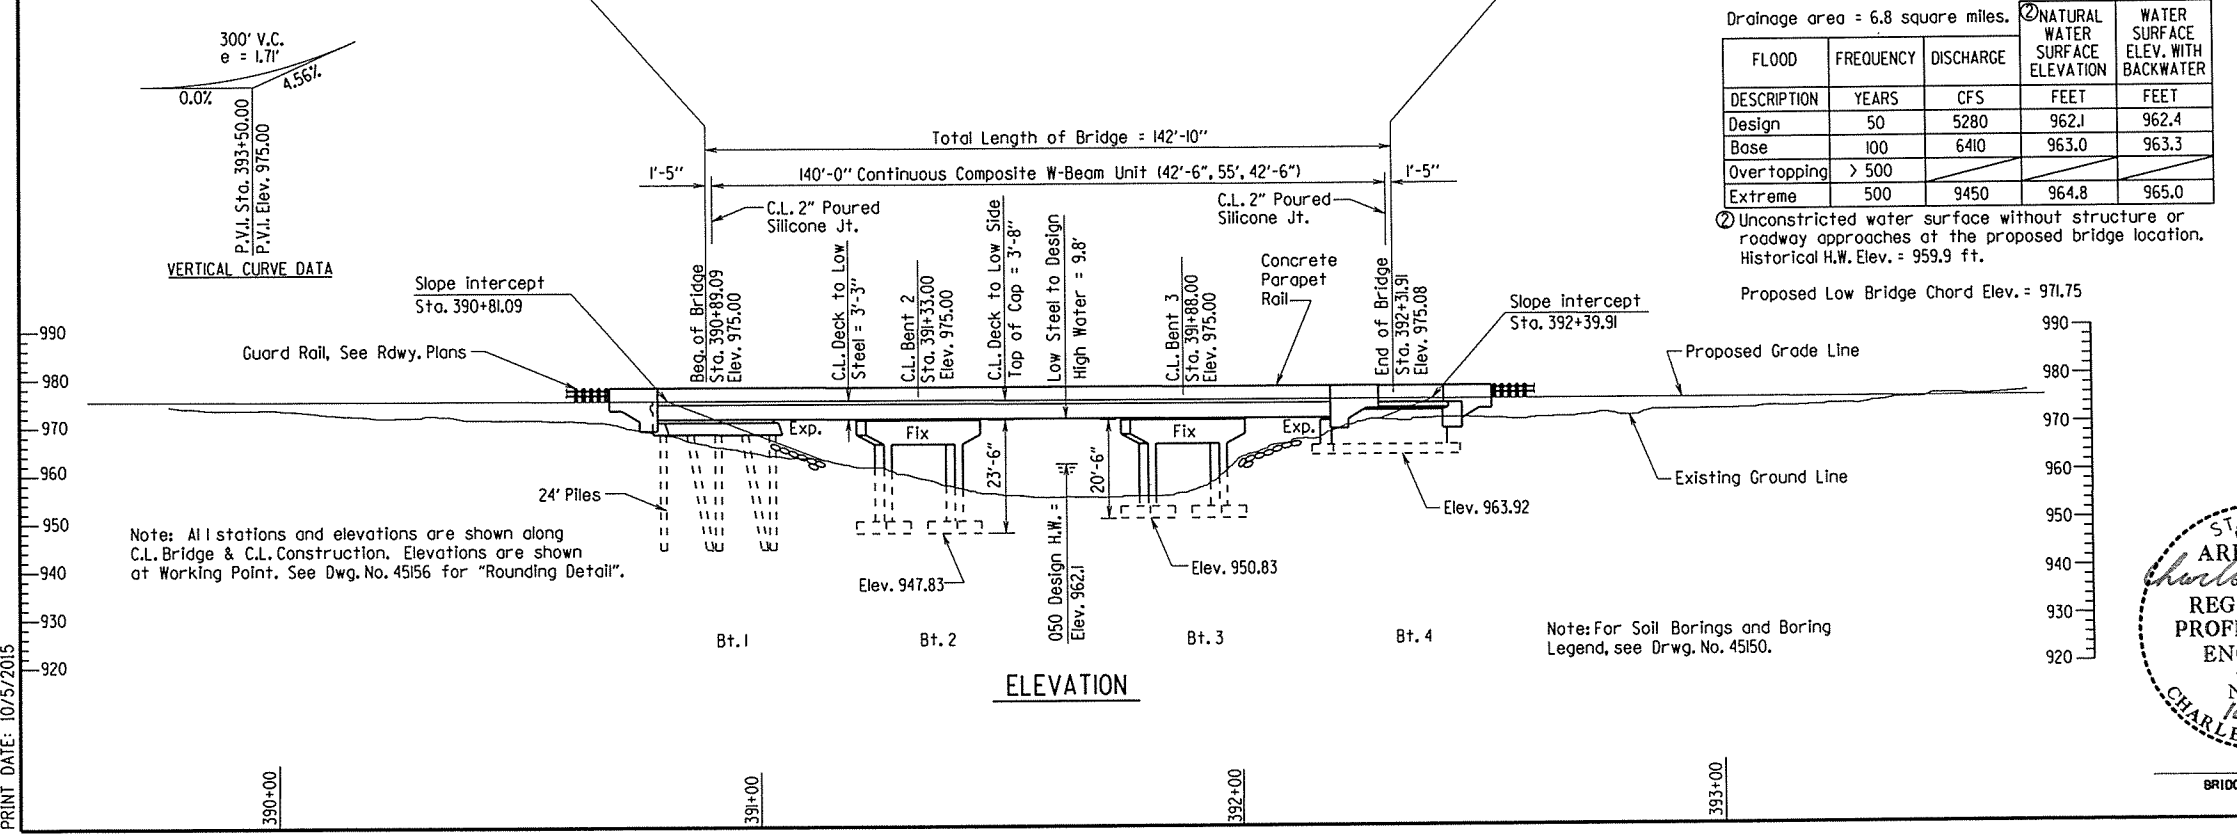 300' V.C.
e = 1.71'
0.0%
4.56%
P.V.I. Sta. 393+50.00
P.V.I. Elev. 975.00
VERTICAL CURVE DATA
Total Length of Bridge = 142'-10"
1'-5"
140'-0" Continuous Composite W-Beam Unit (42'-6", 55', 42'-6")
1'-5"
C.L. 2" Poured
Silicone Jt.
C.L. 2" Poured
Silicone Jt.
Slope intercept
Sta. 390+81.09
Beg. of Bridge
Sta. 390+89.09
Elev. 975.00
C.L. Deck to Low
Steel = 3'-3"
C.L. Bent 2
Sta. 391+33.00
Elev. 975.00
C.L. Deck to Low Side
Top of Cap = 3'-8"
Low Steel to Design
High Water = 9.8'
C.L. Bent 3
Sta. 391+88.00
Elev. 975.00
Concrete
Parapet
Rail
End of Bridge
Sta. 392+31.91
Elev. 975.08
Slope intercept
Sta. 392+39.91
Drainage area = 6.8 square miles.
FLOOD FREQUENCY DISCHARGE ② NATURAL WATER SURFACE ELEVATION WATER SURFACE ELEV. WITH BACKWATER
DESCRIPTION YEARS CFS FEET FEET
Design 50 5280 962.1 962.4
Base 100 6410 963.0 963.3
Overtopping > 500
Extreme 500 9450 964.8 965.0
② Unconstricted water surface without structure or
roadway approaches at the proposed bridge location.
Historical H.W. Elev. = 959.9 ft.
Proposed Low Bridge Chord Elev. = 971.75
990
980
970
960
950
940
930
920
Guard Rail, See Rdwy. Plans
Exp.
Fix
Fix
Exp.
23'-6"
20'-6"
24' Piles
Elev. 947.83
Elev. 950.83
Elev. 963.92
Q50 Design H.W. =
Elev. 962.1
Proposed Grade Line
Existing Ground Line
990
980
970
960
950
940
930
920
Note: All stations and elevations are shown along
C.L. Bridge & C.L. Construction. Elevations are shown
at Working Point. See Dwg. No. 45156 for "Rounding Detail".
Bt. 1
Bt. 2
Bt. 3
Bt. 4
Note: For Soil Borings and Boring
Legend, see Drwg. No. 45150.
ELEVATION
390+00
391+00
392+00
393+00
PRINT DATE: 10/5/2015